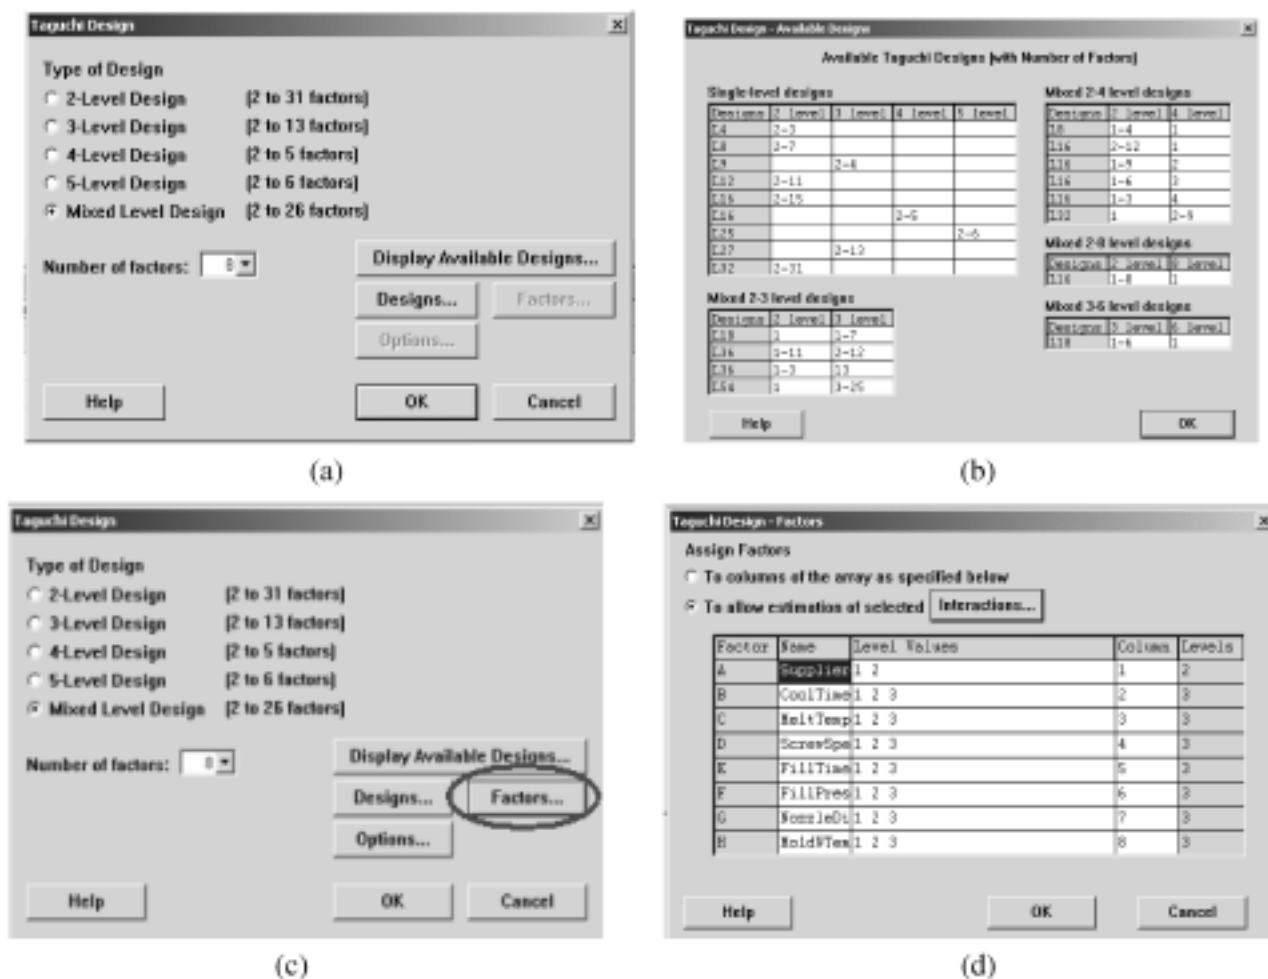 Taguchi Design
Type of Design
2-Level Design (2 to 31 factors)
3-Level Design (2 to 13 factors)
4-Level Design (2 to 5 factors)
5-Level Design (2 to 6 factors)
Mixed Level Design (2 to 26 factors)
Number of factors: 8
Display Available Designs...
Designs... Factors...
Options...
Help OK Cancel
(a)
Taguchi Design - Available Designs
Available Taguchi Designs (with Number of Factors)
Single-level designs
Designs 2 level 3 level 4 level 5 level
L4 2-3
L8 2-7
L9 2-4
L12 2-11
L16 2-15
L16 2-5
L25 2-6
L27 2-13
L32 2-31
Mixed 2-3 level designs
Designs 2 level 3 level
L18 1 1-7
L36 1-11 2-12
L36 1-3 13
L54 1 3-25
Mixed 2-4 level designs
Designs 2 level 4 level
L8 1-4 1
L16 2-12 1
L16 1-9 2
L16 1-6 3
L16 1-3 4
L32 1 2-9
Mixed 2-8 level designs
Designs 2 level 8 level
L16 1-8 1
Mixed 3-6 level designs
Designs 3 level 6 level
L18 1-6 1
Help OK
(b)
Taguchi Design
Type of Design
2-Level Design (2 to 31 factors)
3-Level Design (2 to 13 factors)
4-Level Design (2 to 5 factors)
5-Level Design (2 to 6 factors)
Mixed Level Design (2 to 26 factors)
Number of factors: 8
Display Available Designs...
Designs... Factors...
Options...
Help OK Cancel
(c)
Taguchi Design - Factors
Assign Factors
To columns of the array as specified below
To allow estimation of selected Interactions...
Factor Name Level Values Column Levels
A Supplier 1 2 1 2
B CoolTime 1 2 3 2 3
C MeltTemp 1 2 3 3 3
D ScrewSpe 1 2 3 4 3
E FillTime 1 2 3 5 3
F FillPres 1 2 3 6 3
G NozzleDi 1 2 3 7 3
H MoldWTem 1 2 3 8 3
Help OK Cancel
(d)